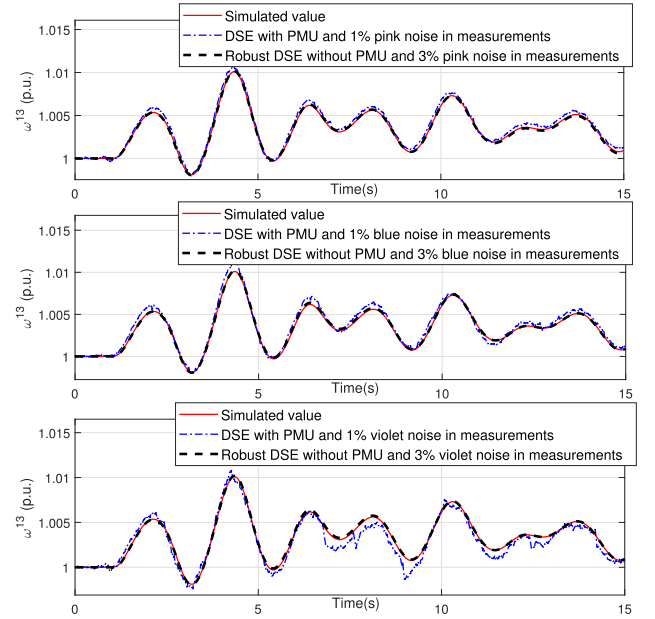 Simulated value
DSE with PMU and 1% pink noise in measurements
Robust DSE without PMU and 3% pink noise in measurements
1.015
1.01
1.005
1
ω¹³ (p.u.)
0 5 10 15
Time(s)
Simulated value
DSE with PMU and 1% blue noise in measurements
Robust DSE without PMU and 3% blue noise in measurements
1.015
1.01
1.005
1
ω¹³ (p.u.)
0 5 10 15
Time(s)
Simulated value
DSE with PMU and 1% violet noise in measurements
Robust DSE without PMU and 3% violet noise in measurements
1.015
1.01
1.005
1
ω¹³ (p.u.)
0 5 10 15
Time(s)